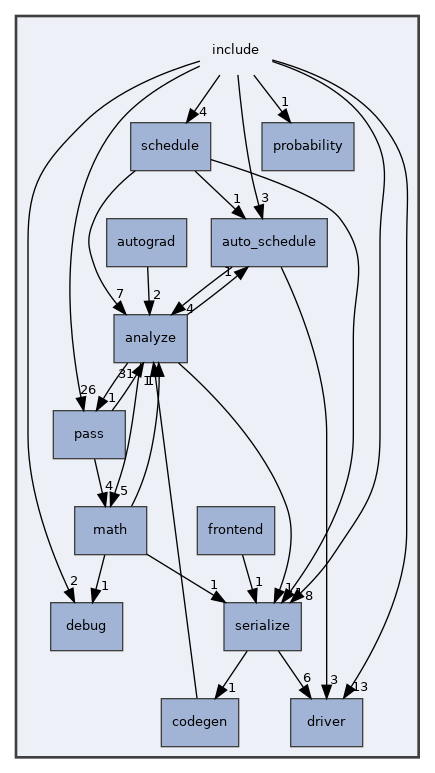 include
4
1
schedule
probability
1
3
autograd
auto_schedule
7
2
1
4
analyze
26
31
1
1
1
pass
4
5
math
frontend
2
1
1
1
8
debug
serialize
1
6
3
13
codegen
driver